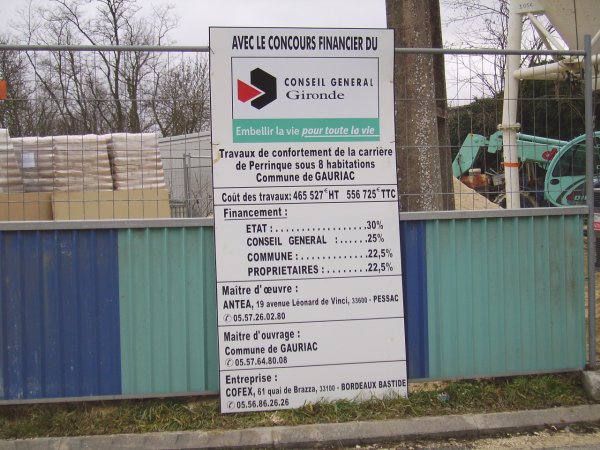 AVEC LE CONCOURS FINANCIER DU
CONSEIL GENERAL
Gironde
Embellir la vie pour toute la vie
Travaux de confortement de la carrière
de Perrinque sous 8 habitations
Commune de GAURIAC
Coût des travaux: 465 527€ HT 556 725€ TTC
Financement :
ETAT : . . . . . . . . . . . . . . . . . . .30%
CONSEIL GENERAL : . . . . . .25%
COMMUNE : . . . . . . . . . . . . . .22,5%
PROPRIETAIRES : . . . . . . . .22,5%
Maitre d'œuvre :
ANTEA, 19 avenue Léonard de Vinci, 33600 - PESSAC
✆ 05.57.26.02.80
Maitre d'ouvrage :
Commune de GAURIAC
✆ 05.57.64.80.08
Entreprise :
COFEX, 61 quai de Brazza, 33100 - BORDEAUX BASTIDE
✆ 05.56.86.26.26